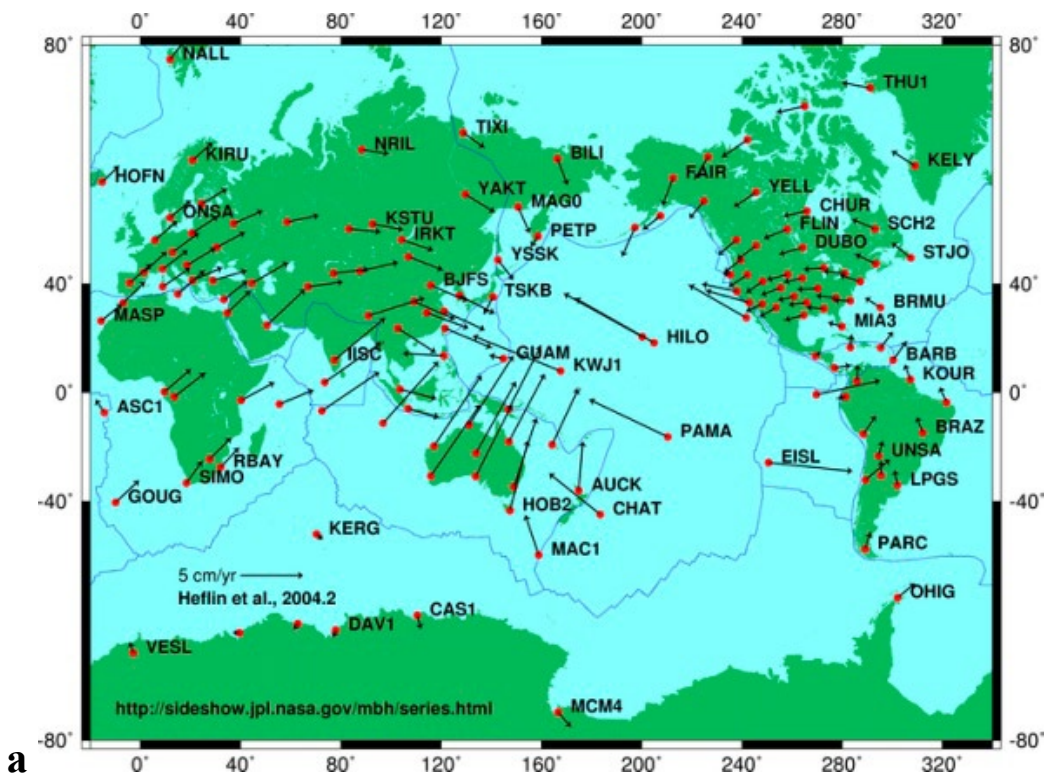 0° 40° 80° 120° 160° 200° 240° 280° 320°
80° 80°
NALL
THU1
TIXI
NRIL
BILI
KIRU
KELY
HOFN
FAIR
YAKT
YELL
MAG0
CHUR
ONSA
KSTU
PETP
FLIN
SCH2
IRKT
DUBO
YSSK
STJO
40° 40°
BJFS
TSKB
BRMU
MASP
MIA3
HILO
IISC
GUAM
BARB
KWJ1
KOUR
0° 0°
ASC1
BRAZ
PAMA
UNSA
EISL
RBAY
SIMO
LPGS
AUCK
GOUG
HOB2
-40° -40°
CHAT
KERG
PARC
MAC1
5 cm/yr
OHIG
Heflin et al., 2004.2
CAS1
DAV1
VESL
http://sideshow.jpl.nasa.gov/mbh/series.html
MCM4
-80° -80°
0° 40° 80° 120° 160° 200° 240° 280° 320°
a